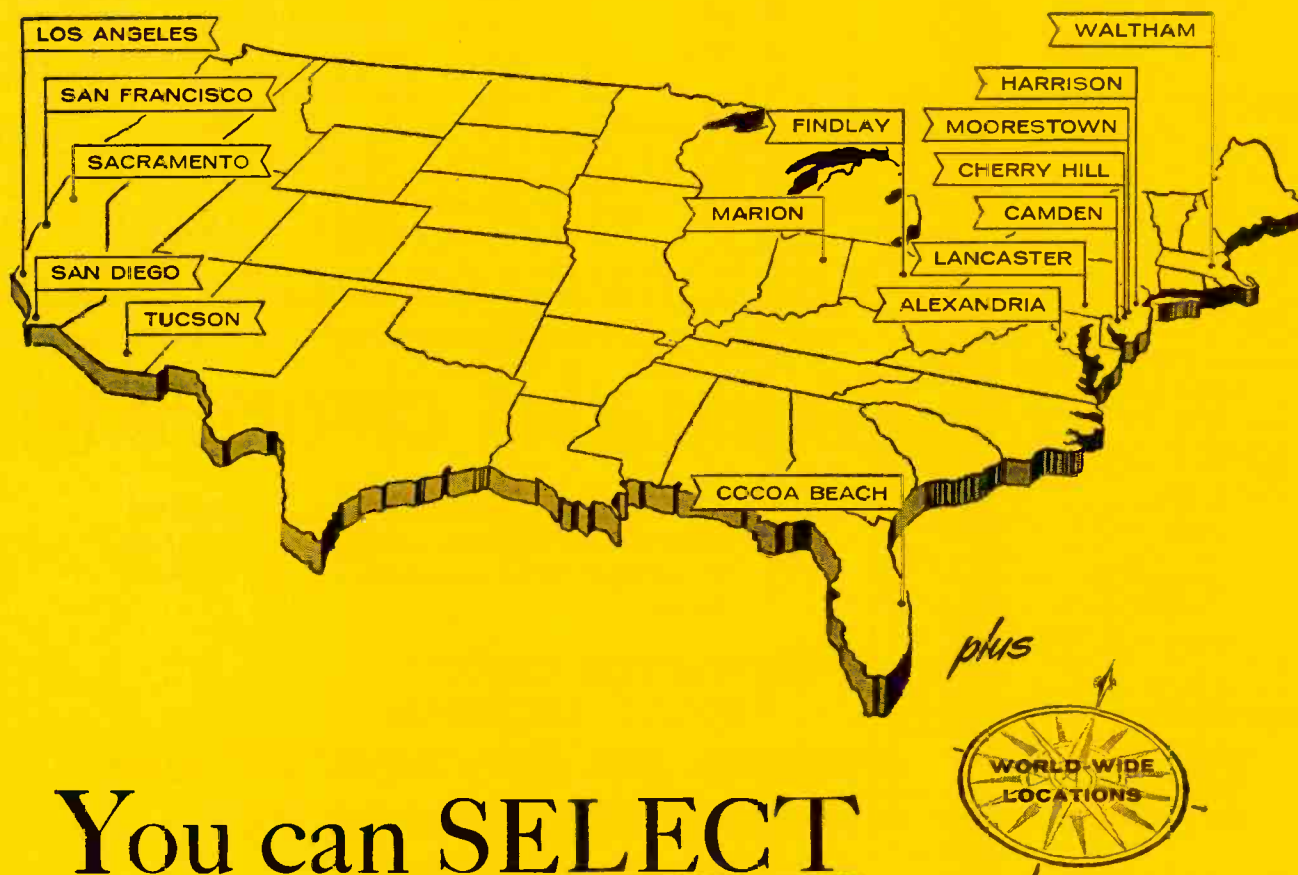 LOS ANGELES
WALTHAM
SAN FRANCISCO
HARRISON
FINDLAY
MOORESTOWN
SACRAMENTO
CHERRY HILL
MARION
CAMDEN
SAN DIEGO
LANCASTER
TUCSON
ALEXANDRIA
COCOA BEACH
plus
WORLD-WIDE
LOCATIONS
You can SELECT